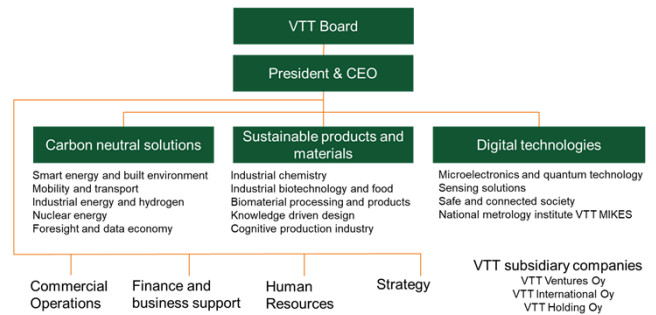 VTT Board
President & CEO
Carbon neutral solutions
Smart energy and built environment
Mobility and transport
Industrial energy and hydrogen
Nuclear energy
Foresight and data economy
Sustainable products and
materials
Industrial chemistry
Industrial biotechnology and food
Biomaterial processing and products
Knowledge driven design
Cognitive production industry
Digital technologies
Microelectronics and quantum technology
Sensing solutions
Safe and connected society
National metrology institute VTT MIKES
Commercial
Operations
Finance and
business support
Human
Resources
Strategy
VTT subsidiary companies
VTT Ventures Oy
VTT International Oy
VTT Holding Oy